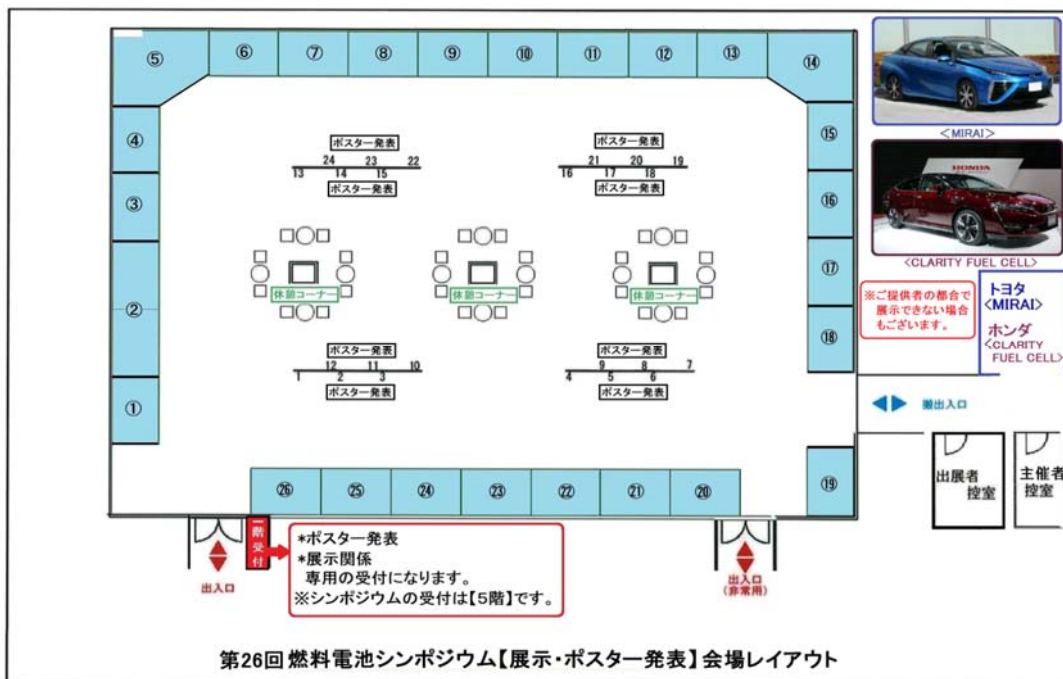 ⑤
⑥
⑦
⑧
⑨
⑩
⑪
⑫
⑬
⑭
<MIRAI>
HONDA
<CLARITY FUEL CELL>
④
③
②
①
⑮
⑯
⑰
⑱
⑲
ポスター発表
24 23 22
13 14 15
ポスター発表
ポスター発表
21 20 19
16 17 18
ポスター発表
休憩コーナー
休憩コーナー
休憩コーナー
ポスター発表
12 11 10
1 2 3
ポスター発表
ポスター発表
9 8 7
4 5 6
ポスター発表
※ご提供者の都合で
展示できない場合
もございます。
トヨタ
<MIRAI>
ホンダ
<CLARITY
FUEL CELL>
搬出入口
出展者
控室
主催者
控室
㉖
㉕
㉔
㉓
㉒
㉑
⑳
一階受付
出入口
*ポスター発表
*展示関係
専用の受付になります。
※シンポジウムの受付は【5階】です。
出入口
(非常用)
第26回燃料電池シンポジウム【展示・ポスター発表】会場レイアウト